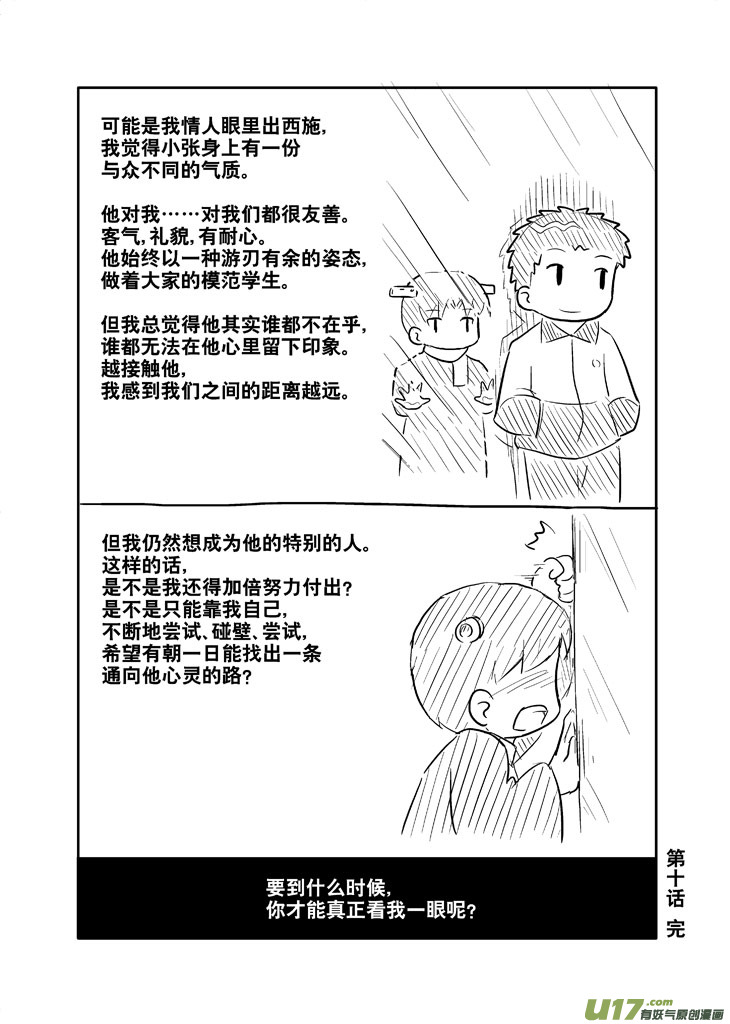 可能是我情人眼里出西施,
我觉得小张身上有一份
与众不同的气质。
他对我……对我们都很友善。
客气,礼貌,有耐心。
他始终以一种游刃有余的姿态,
做着大家的模范学生。
但我总觉得他其实谁都不在乎,
谁都无法在他心里留下印象。
越接触他,
我感到我们之间的距离越远。
但我仍然想成为他的特别的人。
这样的话,
是不是我还得加倍努力付出?
是不是只能靠我自己,
不断地尝试、碰壁、尝试,
希望有朝一日能找出一条
通向他心灵的路?
要到什么时候,
你才能真正看我一眼呢?
第十话 完
U17.com
有妖气原创漫画